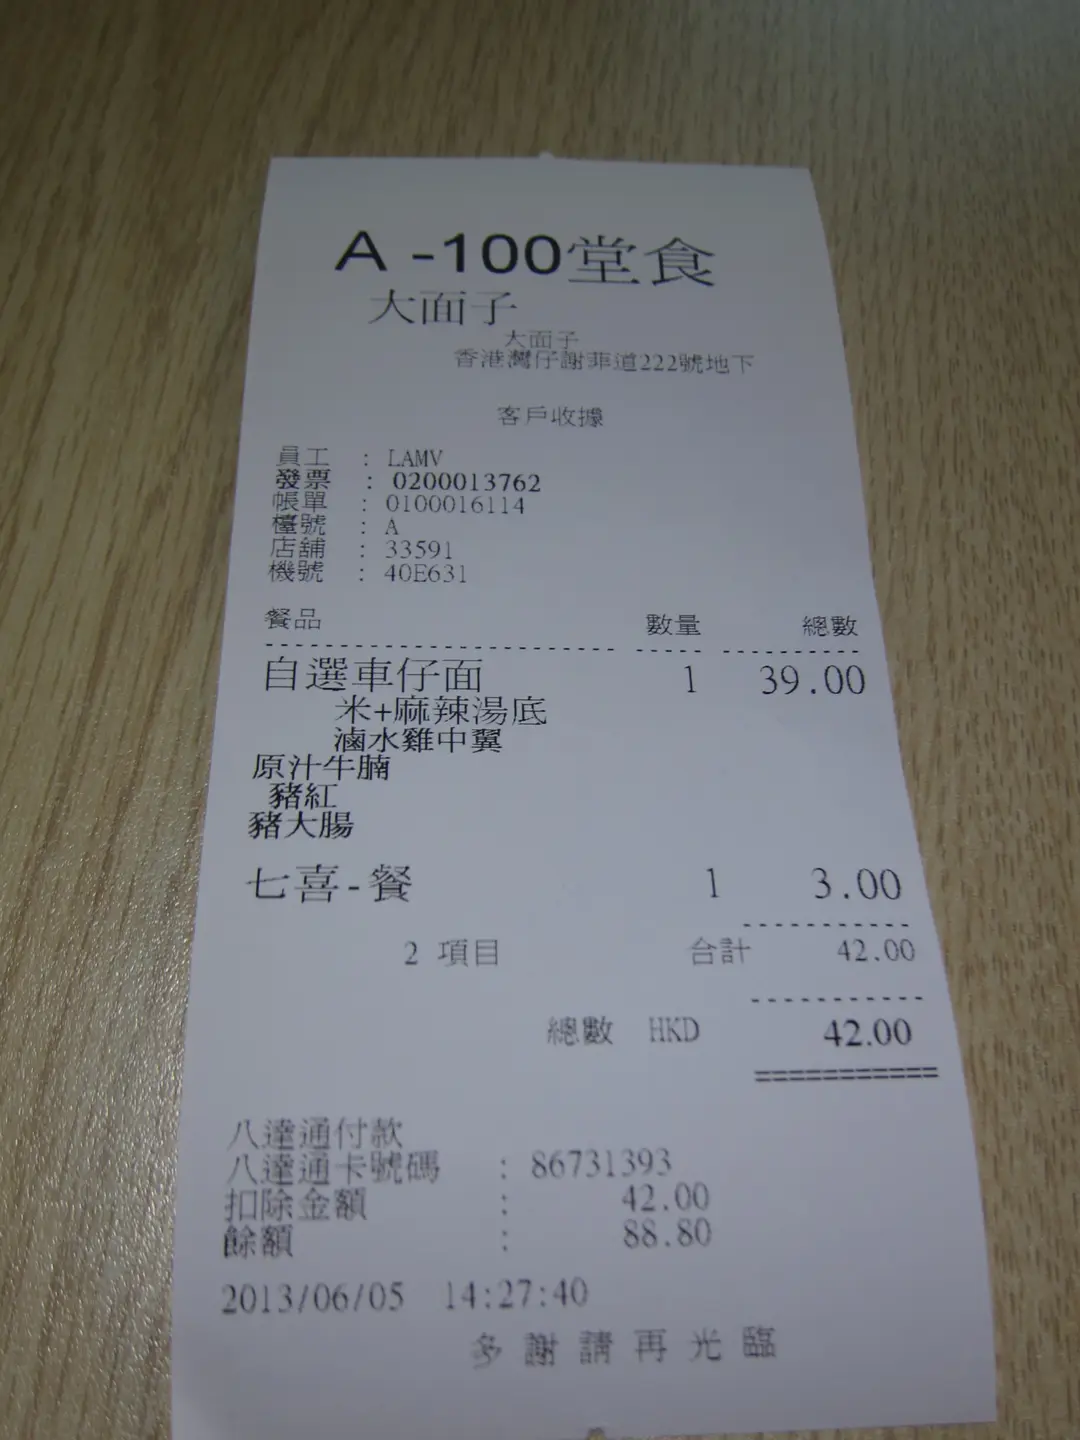 A -100堂食
大面子
大面子
香港灣仔謝菲道222號地下
客戶收據
員工 : LAMV
發票 : 0200013762
帳單 : 0100016114
檯號 : A
店舖 : 33591
機號 : 40E631
餐品 數量 總數
自選車仔面 1 39.00
米+麻辣湯底
滷水雞中翼
原汁牛腩
豬紅
豬大腸
七喜-餐 1 3.00
2 項目 合計 42.00
總數 HKD 42.00
===========
八達通付款
八達通卡號碼 : 86731393
扣除金額 : 42.00
餘額 : 88.80
2013/06/05 14:27:40
多謝請再光臨